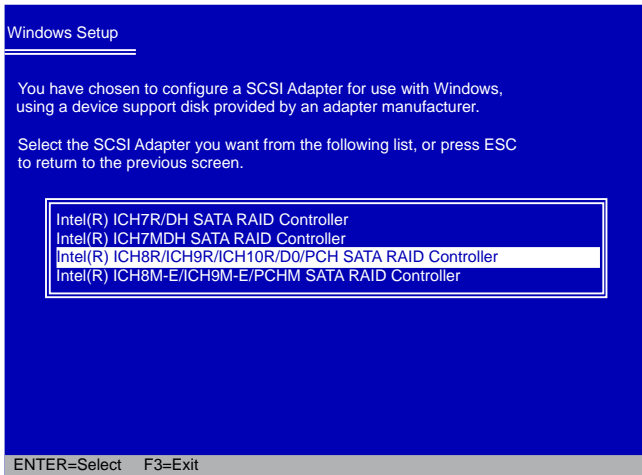 Windows Setup
You have chosen to configure a SCSI Adapter for use with Windows,
using a device support disk provided by an adapter manufacturer.
Select the SCSI Adapter you want from the following list, or press ESC
to return to the previous screen.
Intel(R) ICH7R/DH SATA RAID Controller
Intel(R) ICH7MDH SATA RAID Controller
Intel(R) ICH8R/ICH9R/ICH10R/D0/PCH SATA RAID Controller
Intel(R) ICH8M-E/ICH9M-E/PCHM SATA RAID Controller
ENTER=Select F3=Exit